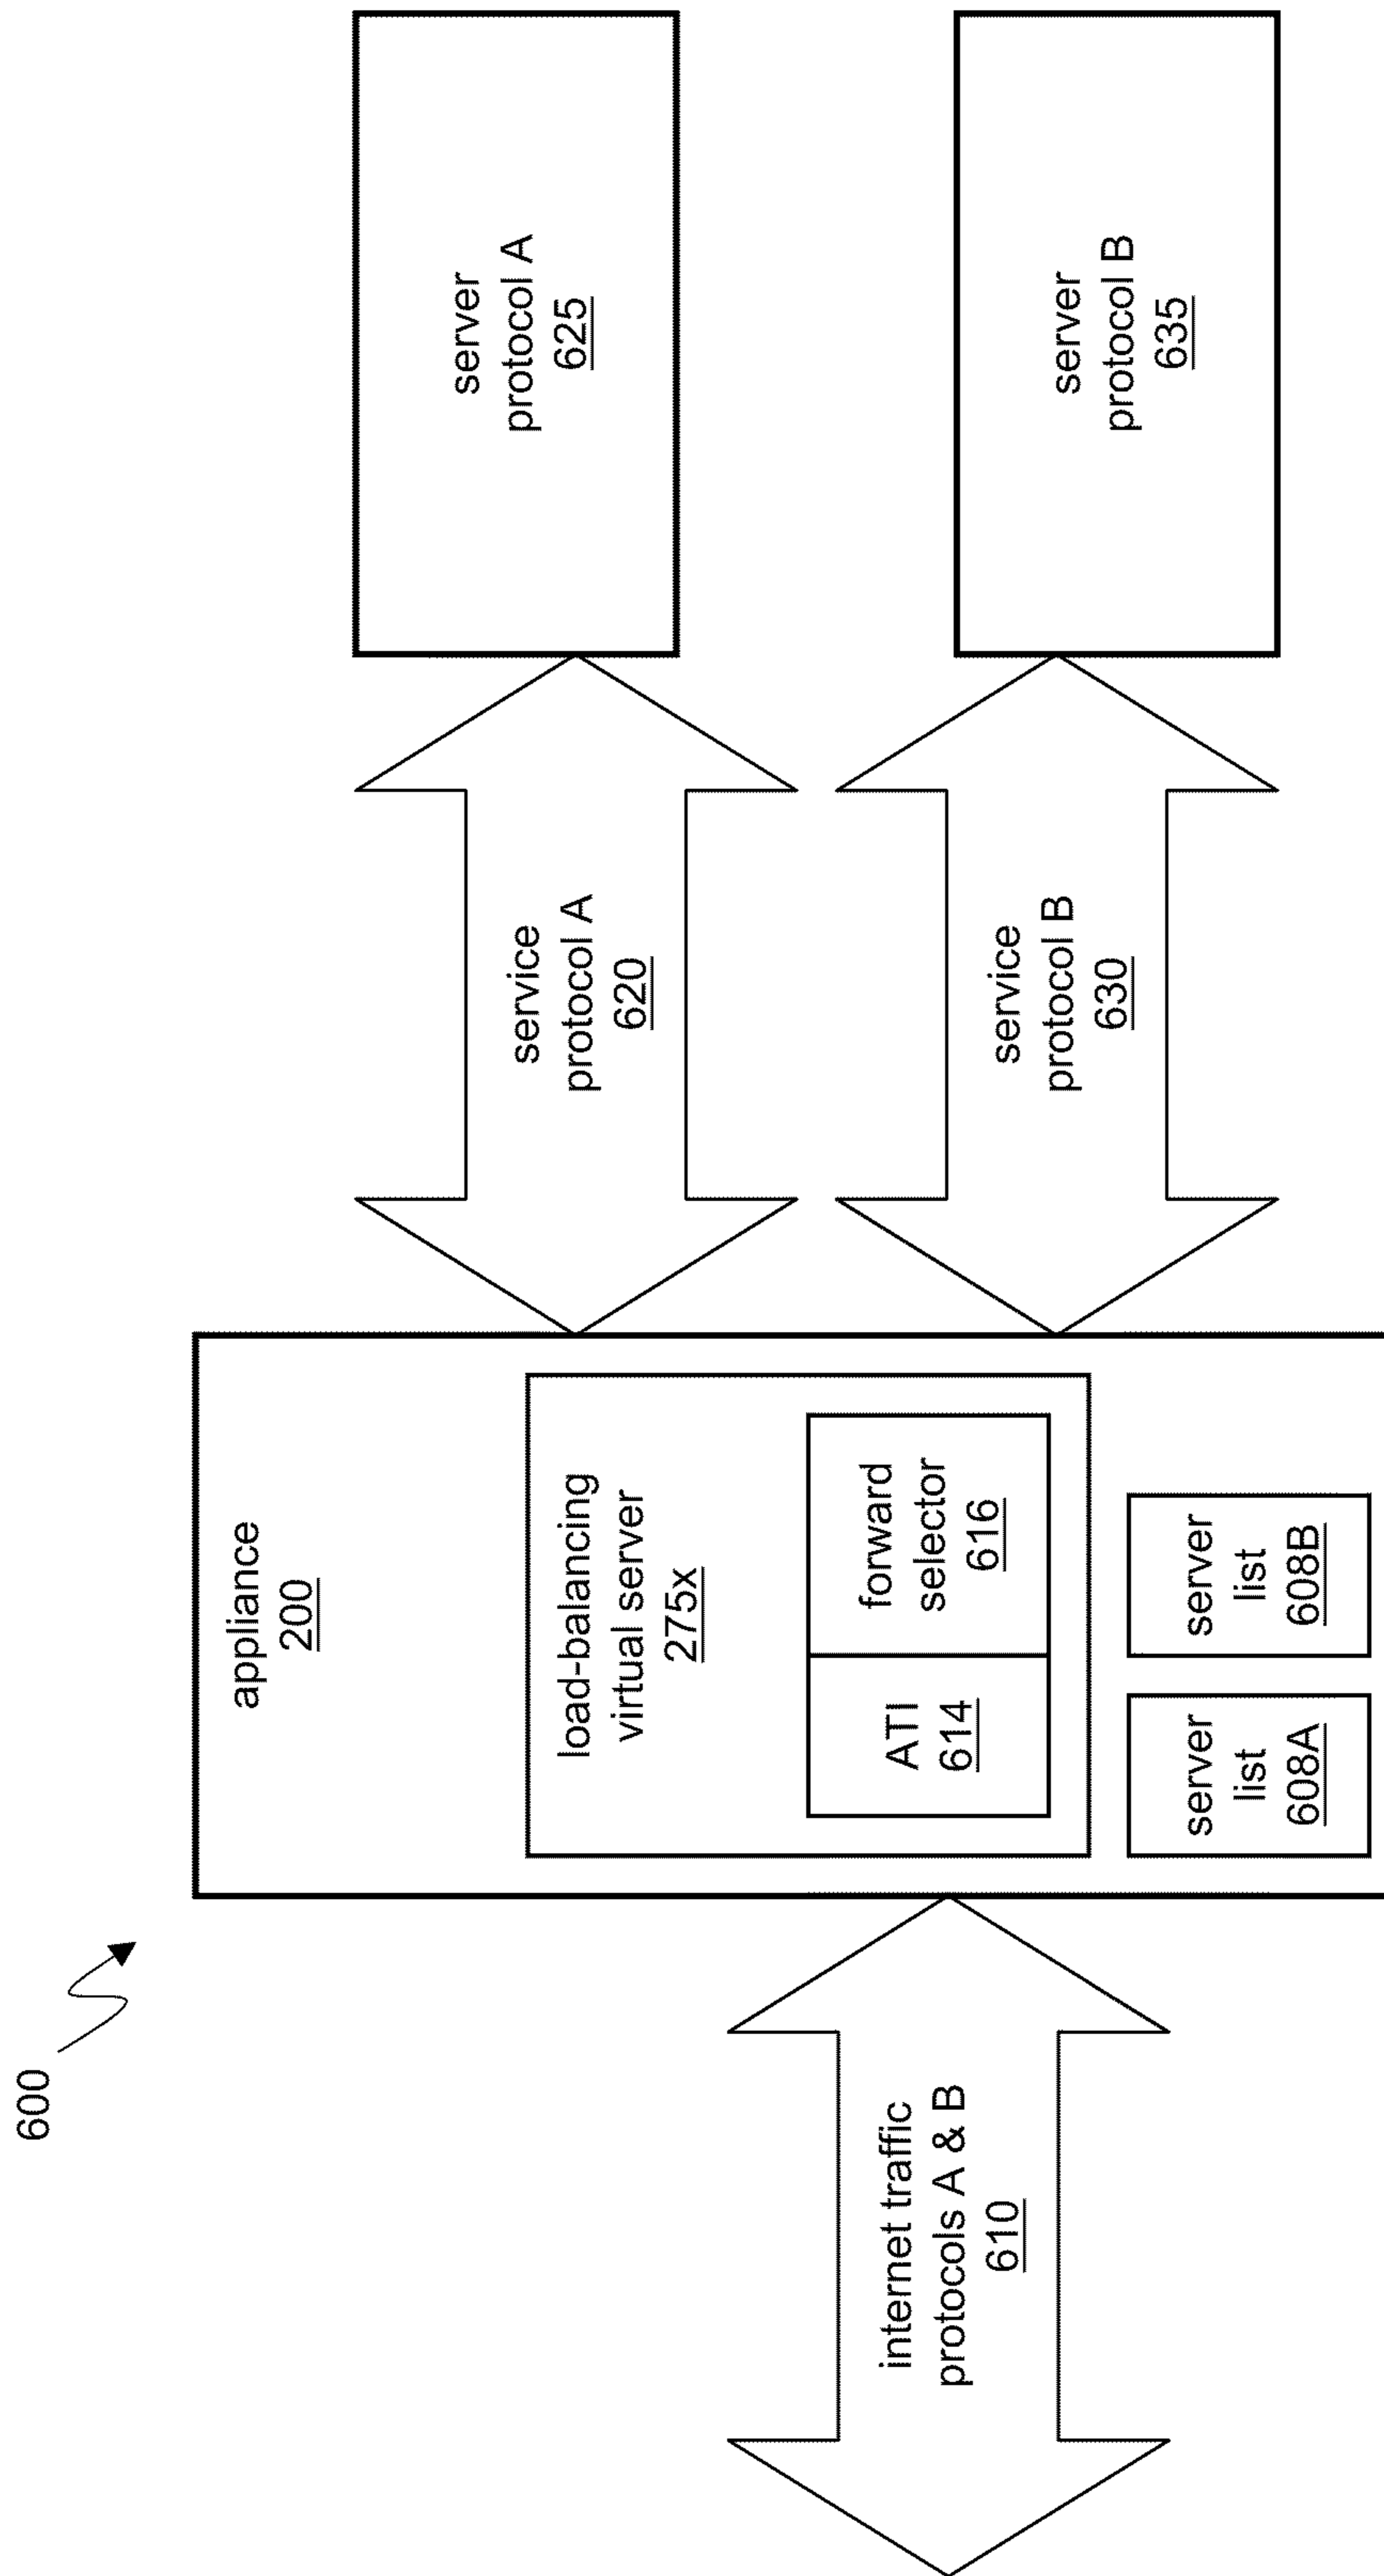 600
appliance
200
load-balancing
virtual server
275x
ATI
614
forward
selector
616
server
list
608A
server
list
608B
internet traffic
protocols A & B
610
service
protocol A
620
service
protocol B
630
server
protocol A
625
server
protocol B
635